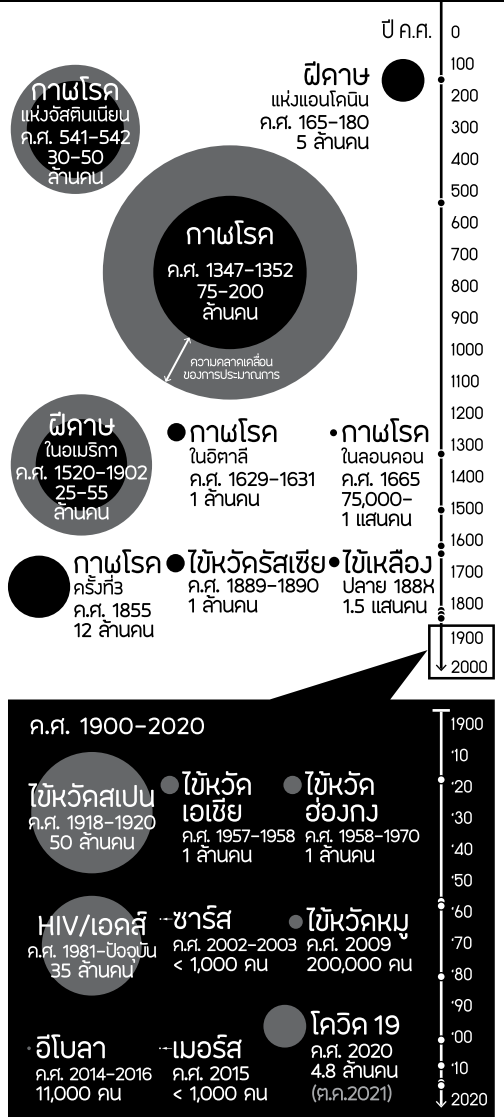 ปี ค.ศ.
0
100
200
300
400
500
600
700
800
900
1000
1100
1200
1300
1400
1500
1600
1700
1800
1900
2000
ฝีดาษ
แห่งแอนโดนิน
ค.ศ. 165-180
5 ล้านคน
กาฬโรค
แห่งจัสตินเนียน
ค.ศ. 541-542
30-50
ล้านคน
กาฬโรค
ค.ศ. 1347-1352
75-200
ล้านคน
ความคลาดเคลื่อน
ของการประมาณการ
ฝีดาษ
ในอเมริกา
ค.ศ. 1520-1902
25-55
ล้านคน
กาฬโรค
ในอิตาลี
ค.ศ. 1629-1631
1 ล้านคน
กาฬโรค
ในลอนดอน
ค.ศ. 1665
75,000-
1 แสนคน
กาฬโรค
ครั้งที่3
ค.ศ. 1855
12 ล้านคน
ไข้หวัดรัสเซีย
ค.ศ. 1889-1890
1 ล้านคน
ไข้เหลือง
ปลาย 188X
1.5 แสนคน
ค.ศ. 1900-2020
1900
'10
'20
'30
'40
'50
'60
'70
'80
'90
'00
'10
2020
ไข้หวัดสเปน
ค.ศ. 1918-1920
50 ล้านคน
ไข้หวัด
เอเชีย
ค.ศ. 1957-1958
1 ล้านคน
ไข้หวัด
ฮ่องกง
ค.ศ. 1958-1970
1 ล้านคน
HIV/เอดส์
ค.ศ. 1981-ปัจจุบัน
35 ล้านคน
ซาร์ส
ค.ศ. 2002-2003
< 1,000 คน
ไข้หวัดหมู
ค.ศ. 2009
200,000 คน
อีโบลา
ค.ศ. 2014-2016
11,000 คน
เมอร์ส
ค.ศ. 2015
< 1,000 คน
โควิด 19
ค.ศ. 2020
4.8 ล้านคน
(ต.ค.2021)